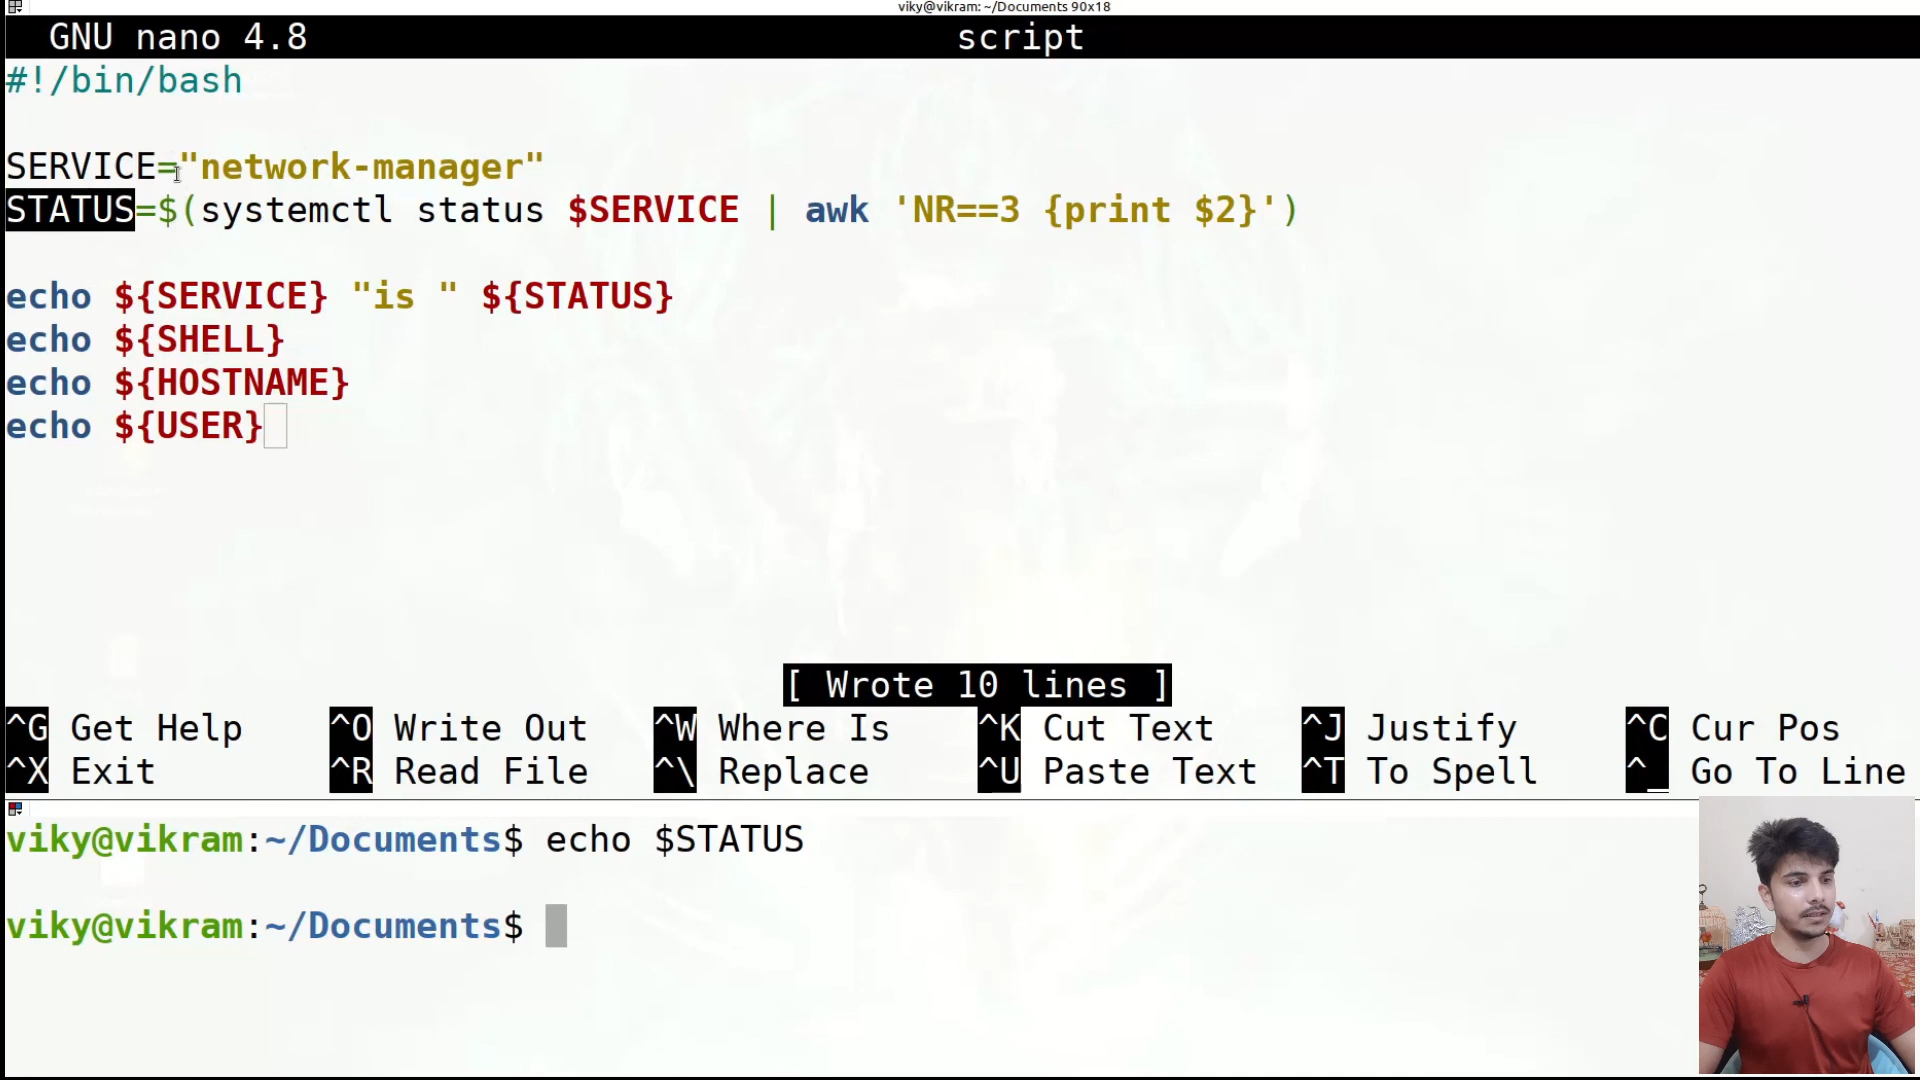 viky@vikram: ~/Documents 90x18
GNU nano 4.8 script
#!/bin/bash
SERVICE="network-manager"
STATUS=$(systemctl status $SERVICE | awk 'NR==3 {print $2}')
echo ${SERVICE} "is " ${STATUS}
echo ${SHELL}
echo ${HOSTNAME}
echo ${USER}
[ Wrote 10 lines ]
^G Get Help ^O Write Out ^W Where Is ^K Cut Text ^J Justify ^C Cur Pos
^X Exit ^R Read File ^\ Replace ^U Paste Text ^T To Spell ^_ Go To Line
viky@vikram:~/Documents$ echo $STATUS
viky@vikram:~/Documents$